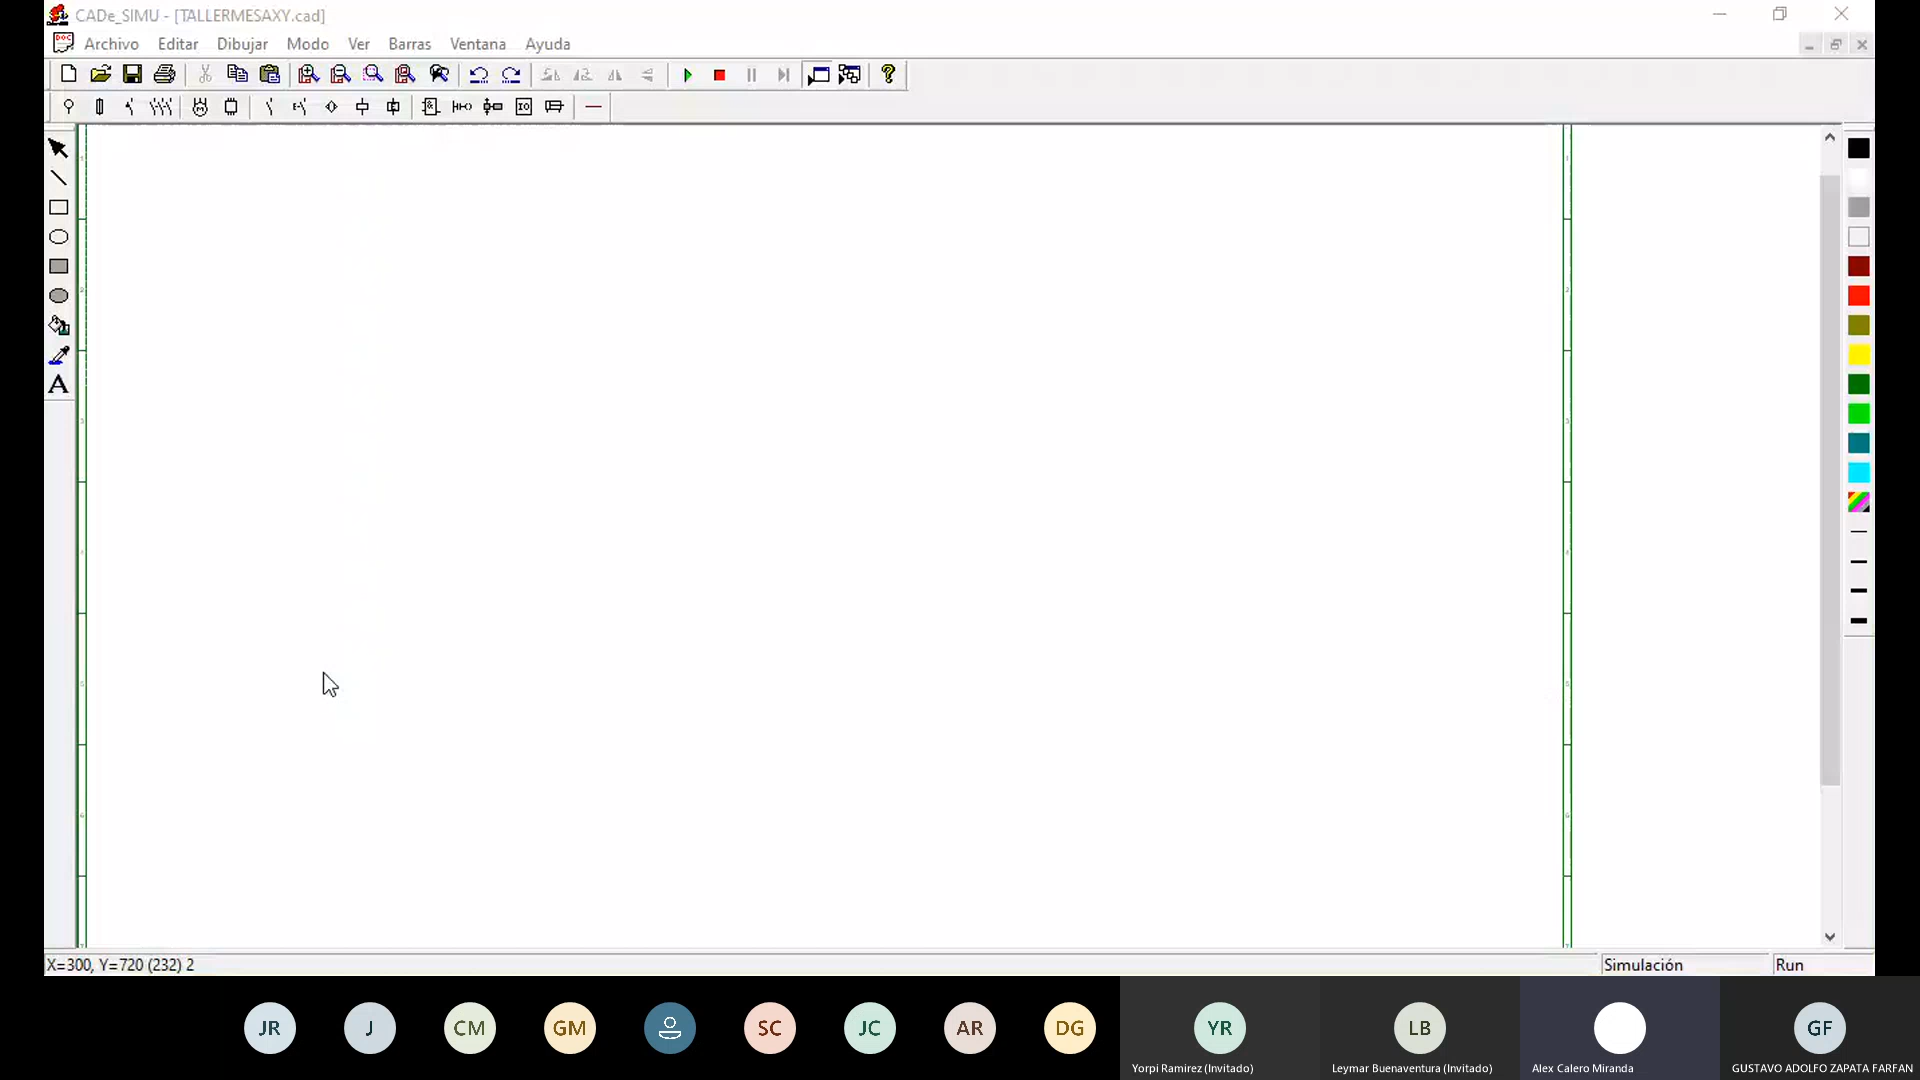 CADe_SIMU - [TALLERMESAXY.cad]
Archivo Editar Dibujar Modo Ver Barras Ventana Ayuda
A
X=300, Y=720 (232) 2
Simulación
Run
JR
J
CM
GM
SC
JC
AR
DG
YR
LB
GF
Yorpi Ramirez (Invitado)
Leymar Buenaventura (Invitado)
Alex Calero Miranda
GUSTAVO ADOLFO ZAPATA FARFAN